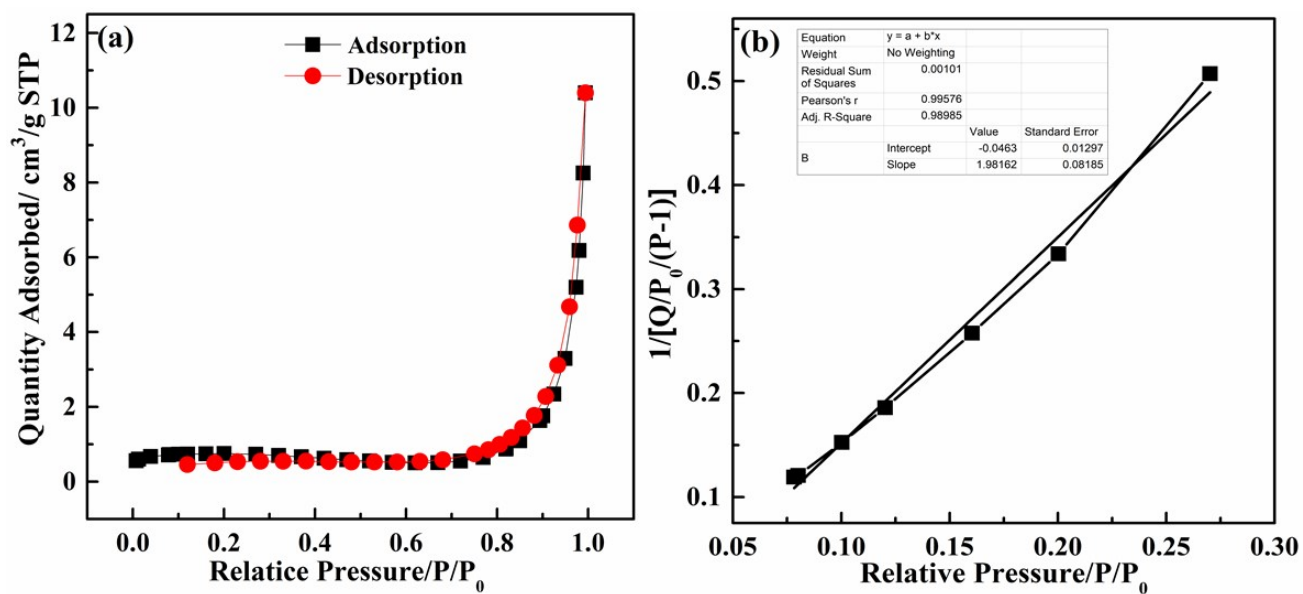 (a)
Adsorption
Desorption
Quantity Adsorbed/ cm³/g STP
12
10
8
6
4
2
0
0.0 0.2 0.4 0.6 0.8 1.0
Relatice Pressure/P/P₀
(b)
Equation y = a + b*x
Weight No Weighting
Residual Sum of Squares 0.00101
Pearson's r 0.99576
Adj. R-Square 0.98985
Value Standard Error
B Intercept -0.0463 0.01297
Slope 1.98162 0.08185
1/[Q/P₀/(P-1)]
0.5
0.4
0.3
0.2
0.1
0.05 0.10 0.15 0.20 0.25 0.30
Relative Pressure/P/P₀